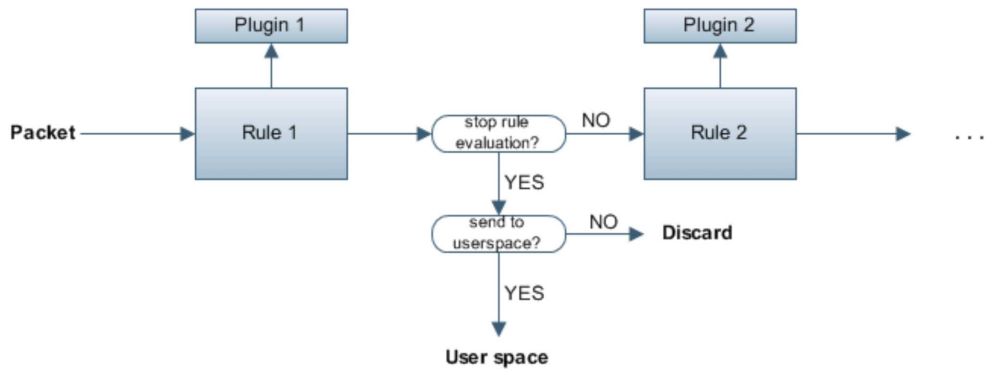 Plugin 1
Plugin 2
Packet
Rule 1
stop rule
evaluation?
NO
Rule 2
. . .
YES
send to
userspace?
NO
Discard
YES
User space